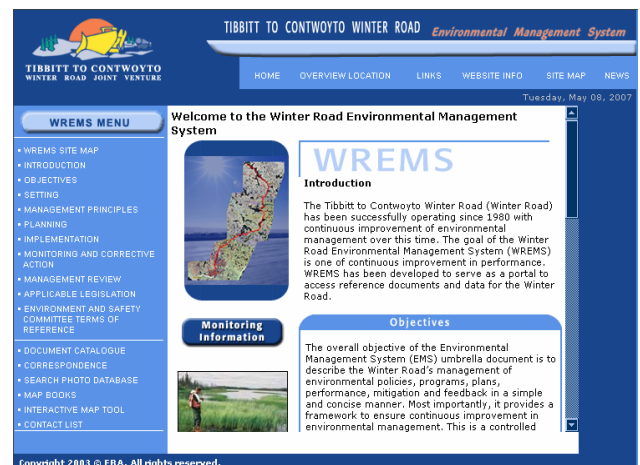 TIBBITT TO CONTWOYTO WINTER ROAD Environmental Management System
TIBBITT TO CONTWOYTO
WINTER ROAD JOINT VENTURE
HOME OVERVIEW LOCATION LINKS WEBSITE INFO SITE MAP NEWS
Tuesday, May 08, 2007
WREMS MENU
• WREMS SITE MAP
• INTRODUCTION
• OBJECTIVES
• SETTING
• MANAGEMENT PRINCIPLES
• PLANNING
• IMPLEMENTATION
• MONITORING AND CORRECTIVE
ACTION
• MANAGEMENT REVIEW
• APPLICABLE LEGISLATION
• ENVIRONMENT AND SAFETY
COMMITTEE TERMS OF
REFERENCE
• DOCUMENT CATALOGUE
• CORRESPONDENCE
• SEARCH PHOTO DATABASE
• MAP BOOKS
• INTERACTIVE MAP TOOL
• CONTACT LIST
Welcome to the Winter Road Environmental Management
System
Monitoring
Information
WREMS
Introduction
The Tibbitt to Contwoyto Winter Road (Winter Road)
has been successfully operating since 1980 with
continuous improvement of environmental
management over this time. The goal of the Winter
Road Environmental Management System (WREMS)
is one of continuous improvement in performance.
WREMS has been developed to serve as a portal to
access reference documents and data for the Winter
Road.
Objectives
The overall objective of the Environmental
Management System (EMS) umbrella document is to
describe the Winter Road's management of
environmental policies, programs, plans,
performance, mitigation and feedback in a simple
and concise manner. Most importantly, it provides a
framework to ensure continuous improvement in
environmental management. This is a controlled
Copyright 2003 © EBA. All rights reserved.